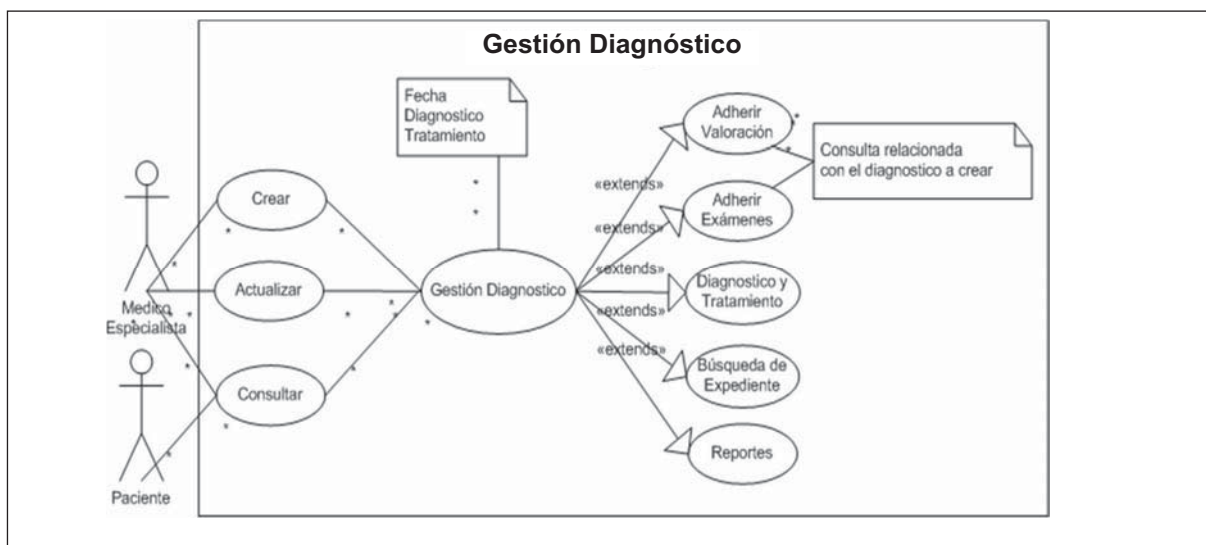 Gestión Diagnóstico
Fecha
Diagnostico
Tratamiento
Adherir
Valoración
Consulta relacionada
con el diagnostico a crear
«extends»
Crear
Adherir
Exámenes
«extends»
«extends»
Actualizar
Gestión Diagnostico
Diagnostico y
Tratamiento
Medico
Especialista
«extends»
«extends»
Búsqueda de
Expediente
Consultar
Reportes
Paciente